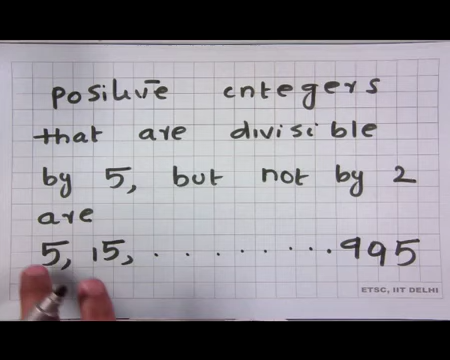 positive integers
that are divisible
by 5, but not by 2
are
5, 15, . . . . . . . . . 995
ETSC, IIT DELHI